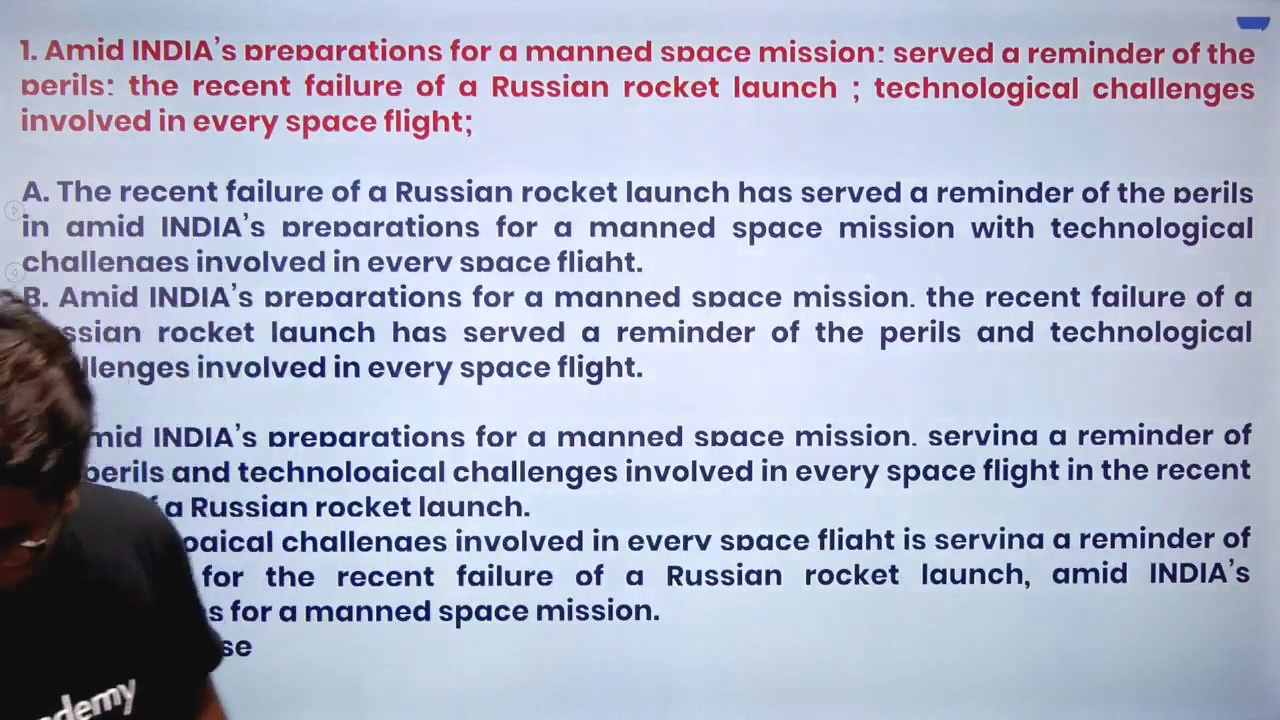 1. Amid INDIA's preparations for a manned space mission: served a reminder of the
perils: the recent failure of a Russian rocket launch ; technological challenges
involved in every space flight;
A. The recent failure of a Russian rocket launch has served a reminder of the perils
in amid INDIA's preparations for a manned space mission with technological
challenges involved in every space flight.
B. Amid INDIA's preparations for a manned space mission. the recent failure of a
ssian rocket launch has served a reminder of the perils and technological
llenges involved in every space flight.
mid INDIA's preparations for a manned space mission. serving a reminder of
perils and technological challenges involved in every space flight in the recent
a Russian rocket launch.
ogical challenges involved in every space flight is serving a reminder of
for the recent failure of a Russian rocket launch, amid INDIA's
s for a manned space mission.
se
demy